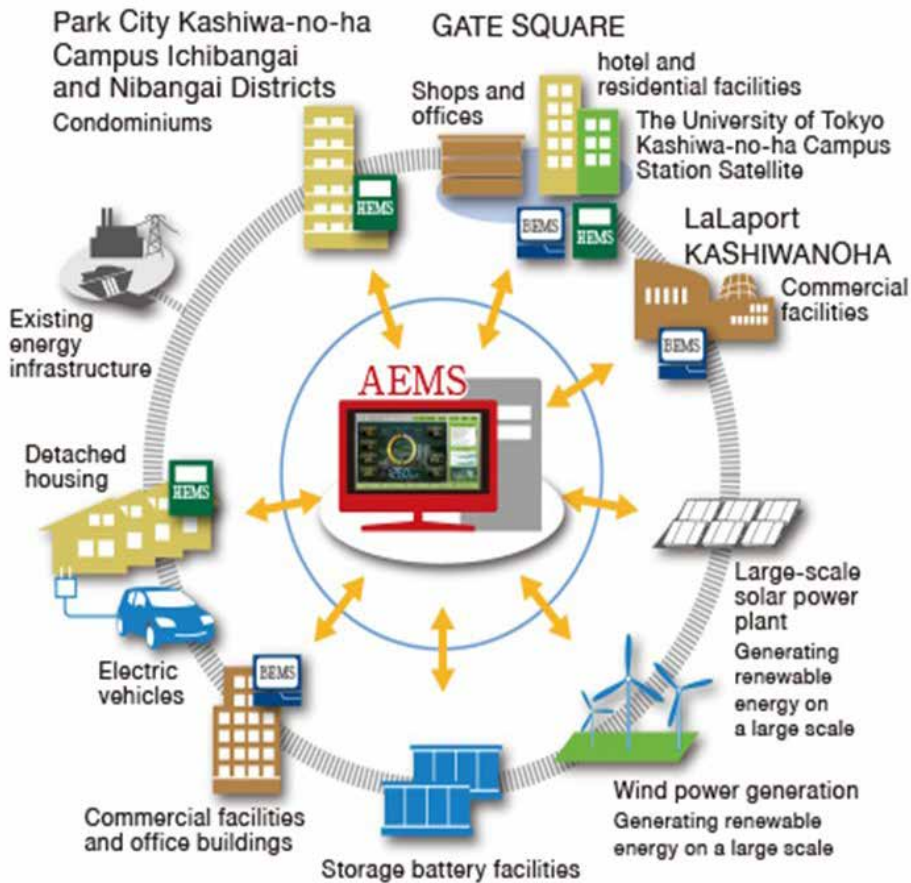 Park City Kashiwa-no-ha
Campus Ichibangai
and Nibangai Districts
Condominiums
GATE SQUARE
Shops and
offices
hotel and
residential facilities
The University of Tokyo
Kashiwa-no-ha Campus
Station Satellite
HEMS
BEMS
HEMS
LaLaport
KASHIWANOHA
Commercial
facilities
BEMS
Existing
energy
infrastructure
AEMS
Detached
housing
HEMS
Electric
vehicles
BEMS
Commercial facilities
and office buildings
Storage battery facilities
Large-scale
solar power
plant
Generating
renewable
energy on
a large scale
Wind power generation
Generating renewable
energy on a large scale